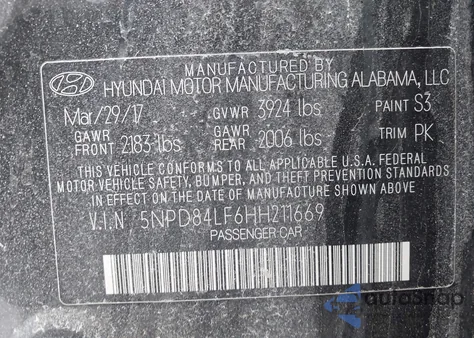 MANUFACTURED BY
HYUNDAI MOTOR MANUFACTURING ALABAMA, LLC
Mar/29/17 GVWR 3924 lbs PAINT S3
GAWR FRONT 2183 lbs GAWR REAR 2006 lbs TRIM PK
THIS VEHICLE CONFORMS TO ALL APPLICABLE U.S.A. FEDERAL
MOTOR VEHICLE SAFETY, BUMPER, AND THEFT PREVENTION STANDARDS
IN EFFECT ON THE DATE OF MANUFACTURE SHOWN ABOVE
V.I.N 5NPD84LF6HH211669
PASSENGER CAR
autoSnap